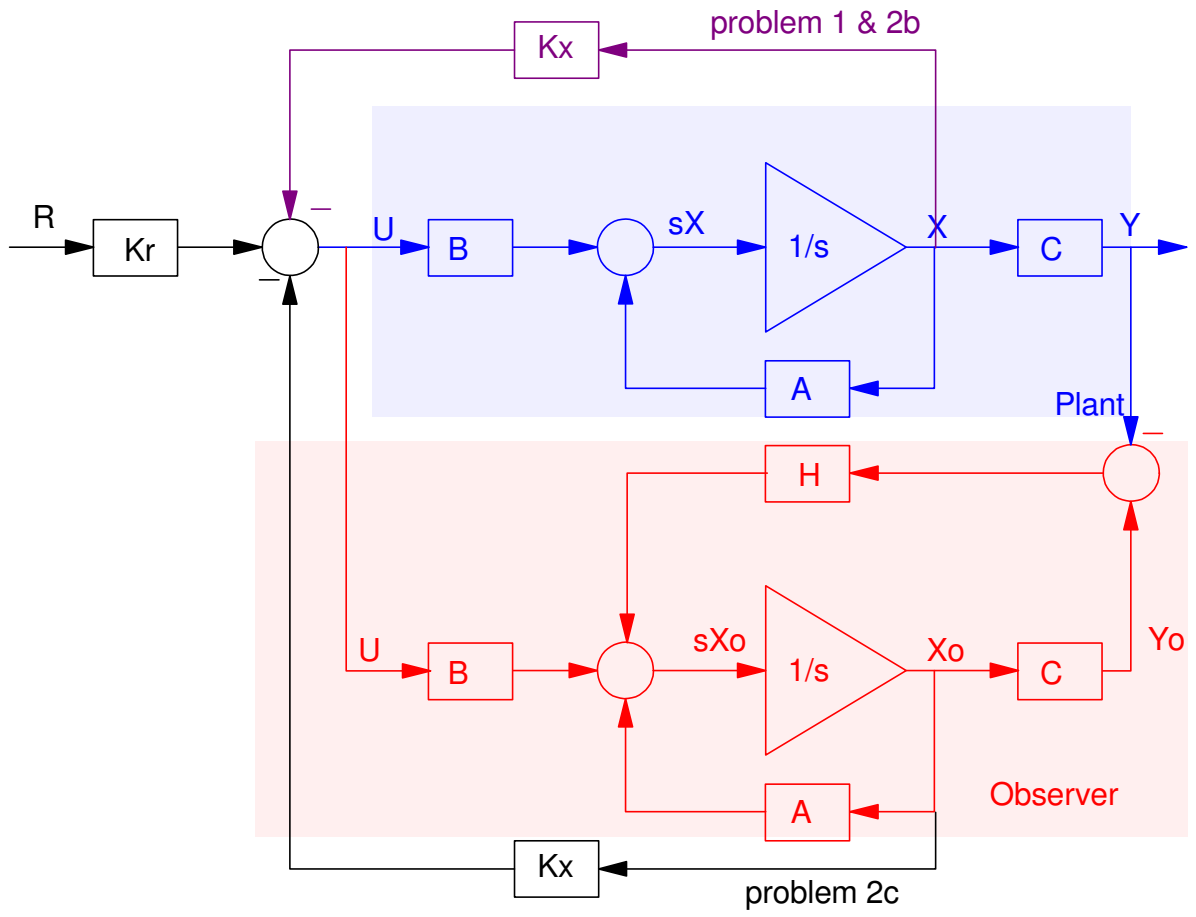 problem 1 & 2b
Kx
–
R
Kr
–
U
B
sX
1/s
X
C
Y
A
Plant
–
H
U
B
sXo
1/s
Xo
C
Yo
A
Observer
Kx
problem 2c